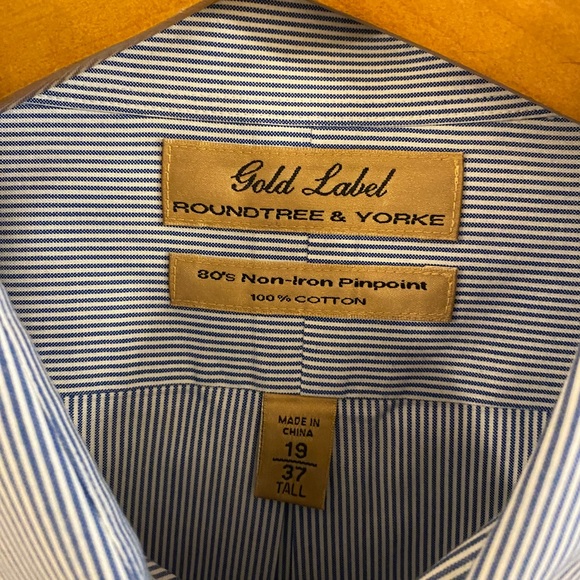 Gold Label
ROUNDTREE & YORKE
80's Non-Iron Pinpoint
100% COTTON
MADE IN
CHINA
19
37
TALL